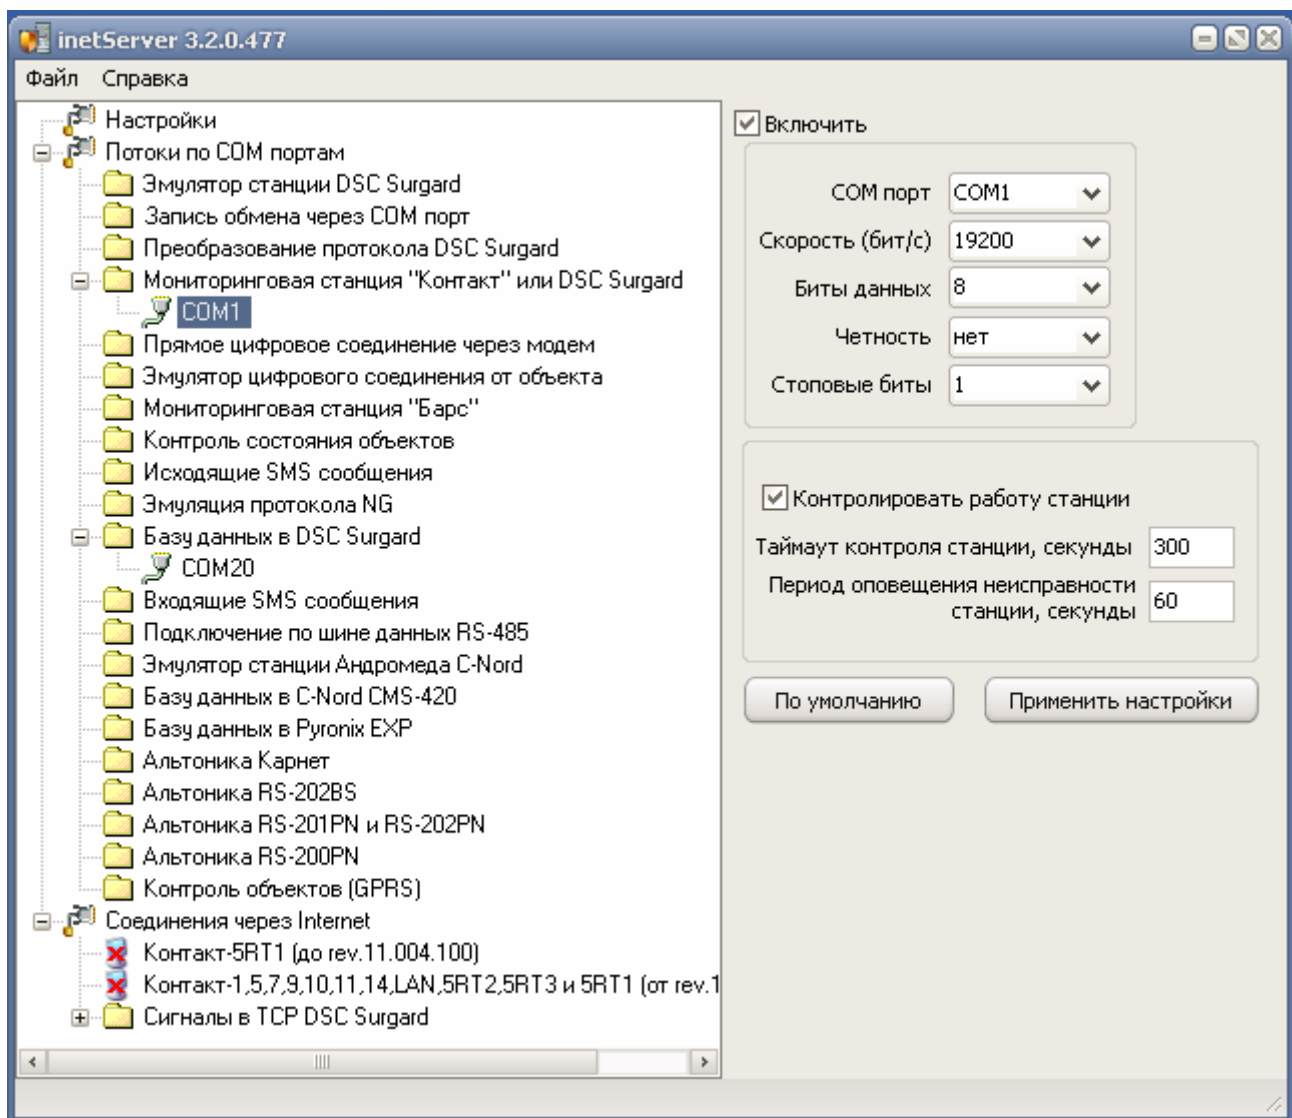 inetServer 3.2.0.477
Файл Справка
Настройки
Потоки по COM портам
Эмулятор станции DSC Surgard
Запись обмена через COM порт
Преобразование протокола DSC Surgard
Мониторинговая станция "Контакт" или DSC Surgard
COM1
Прямое цифровое соединение через модем
Эмулятор цифрового соединения от объекта
Мониторинговая станция "Барс"
Контроль состояния объектов
Исходящие SMS сообщения
Эмуляция протокола NG
Базу данных в DSC Surgard
COM20
Входящие SMS сообщения
Подключение по шине данных RS-485
Эмулятор станции Андромеда C-Nord
Базу данных в C-Nord CMS-420
Базу данных в Pyronix EXP
Альтоника Карнет
Альтоника RS-202BS
Альтоника RS-201PN и RS-202PN
Альтоника RS-200PN
Контроль объектов (GPRS)
Соединения через Internet
Контакт-5RT1 (до rev.11.004.100)
Контакт-1,5,7,9,10,11,14,LAN,5RT2,5RT3 и 5RT1 (от rev.1
Сигналы в TCP DSC Surgard
Включить
COM порт COM1
Скорость (бит/с) 19200
Биты данных 8
Четность нет
Стоповые биты 1
Контролировать работу станции
Таймаут контроля станции, секунды 300
Период оповещения неисправности
станции, секунды 60
По умолчанию Применить настройки